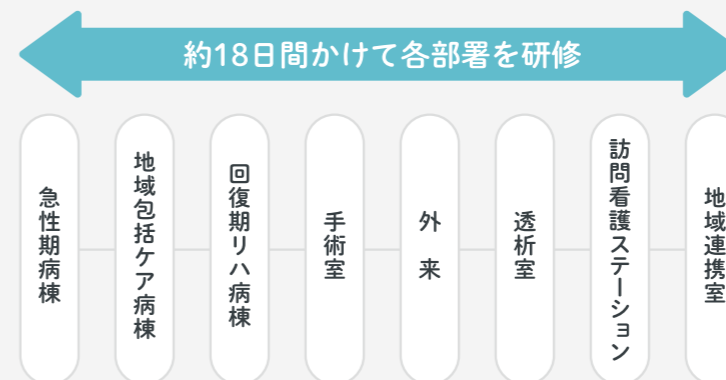 約18日間かけて各部署を研修
急性期病棟
地域包括ケア病棟
回復期リハ病棟
手術室
外来
透析室
訪問看護ステーション
地域連携室